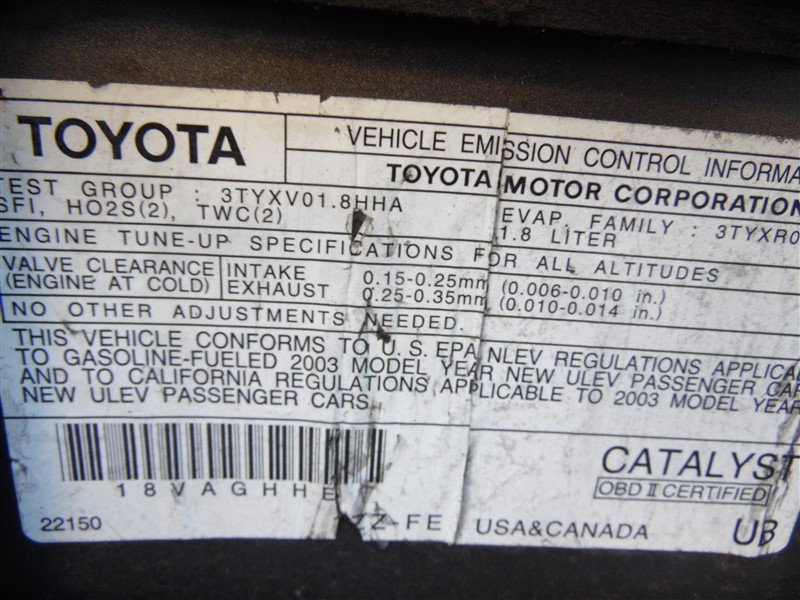 TOYOTA
VEHICLE EMISSION CONTROL INFORMA
TOYOTA MOTOR CORPORATION
TEST GROUP : 3TYXV01.8HHA
EVAP. FAMILY : 3TYXR0
SFI, HO2S(2), TWC(2)
1.8 LITER
ENGINE TUNE-UP SPECIFICATIONS FOR ALL ALTITUDES
VALVE CLEARANCE
(ENGINE AT COLD)
INTAKE 0.15-0.25mm (0.006-0.010 in.)
EXHAUST 0.25-0.35mm (0.010-0.014 in.)
NO OTHER ADJUSTMENTS NEEDED.
THIS VEHICLE CONFORMS TO U.S. EPA NLEV REGULATIONS APPLICA
TO GASOLINE-FUELED 2003 MODEL YEAR NEW ULEV PASSENGER CAR
AND TO CALIFORNIA REGULATIONS APPLICABLE TO 2003 MODEL YEAR
NEW ULEV PASSENGER CARS
18VAGHHE
CATALYST
OBD II CERTIFIED
22150
ZZ-FE
USA&CANADA
UB